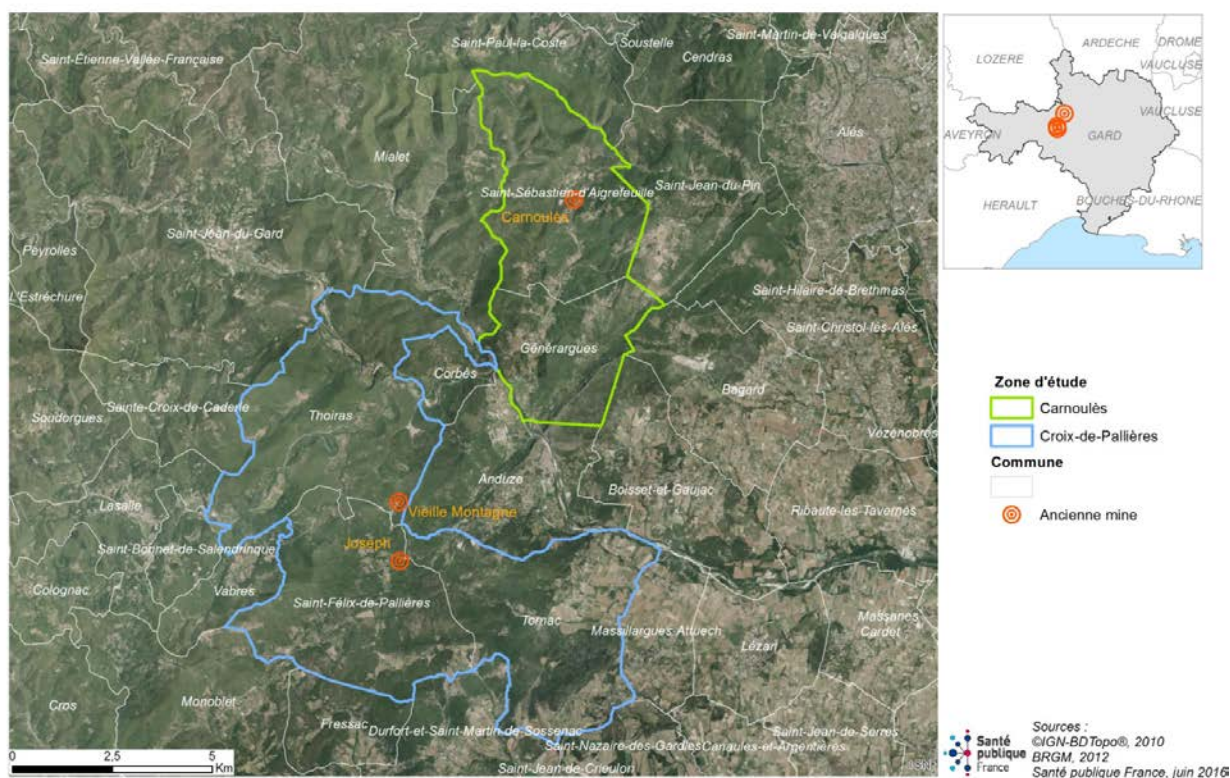 Saint-Paul-la-Coste
Soustelle
Saint-Martin-de-Valgalgues
Saint-Étienne-Vallée-Française
Cendras
Alès
Mialet
Saint-Sébastien-d'Aigrefeuille
Saint-Jean-du-Pin
Carnoulès
Saint-Jean-du-Gard
Peyrolles
L'Estréchure
Saint-Hilaire-de-Brethmas
Saint-Christol-lès-Alès
Générargues
Corbès
Bagard
Sainte-Croix-de-Caderle
Soudorgues
Thoiras
Vézénobres
Anduze
Boisset-et-Gaujac
Lasalle
Vieille Montagne
Ribaute-les-Tavernes
Joseph
Saint-Bonnet-de-Salendrinque
Colognac
Vabres
Saint-Félix-de-Pallières
Tornac
Massillargues-Attuech
Massanes
Cardet
Lézan
Monoblet
Cros
Fressac
Durfort-et-Saint-Martin-de-Sossenac
Saint-Jean-de-Serres
Saint-Nazaire-des-Gardies
Canaules-et-Argentières
Saint-Jean-de-Crieulon
0 2,5 5
Km
ARDECHE
DROME
LOZERE
VAUCLUSE
VAUCLUSE
AVEYRON
GARD
HERAULT
BOUCHES-DU-RHONE
Zone d'étude
Carnoulès
Croix-de-Pallières
Commune
Ancienne mine
Santé
publique
France
Sources :
©IGN-BDTopo®, 2010
BRGM, 2012
Santé publique France, juin 2016